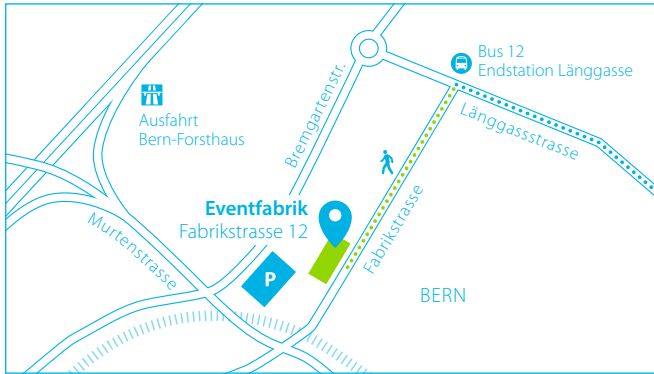 Bus 12
Endstation Länggasse
Ausfahrt
Bern-Forsthaus
Bremgartenstr.
Länggassstrasse
Eventfabrik
Fabrikstrasse 12
Fabrikstrasse
Murtenstrasse
P
BERN